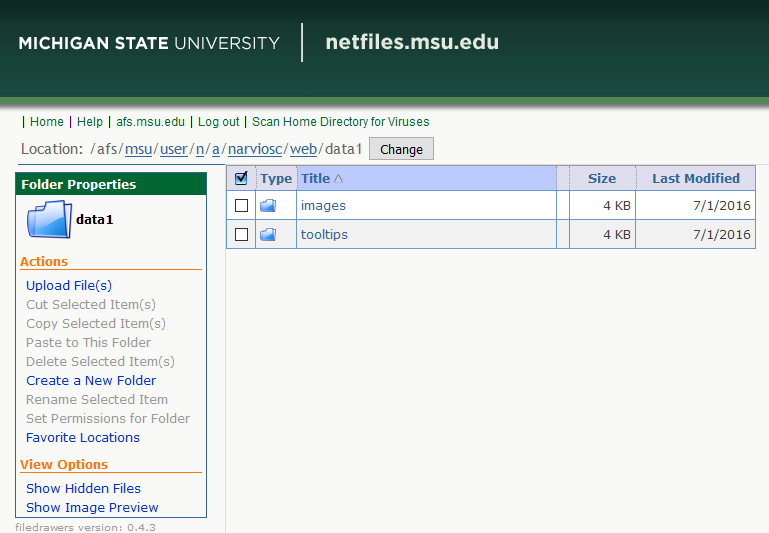 MICHIGAN STATE UNIVERSITY | netfiles.msu.edu
| Home | Help | afs.msu.edu | Log out | Scan Home Directory for Viruses
Location: /afs/msu/user/n/a/narviosc/web/data1 Change
Folder Properties
data1
Actions
Upload File(s)
Cut Selected Item(s)
Copy Selected Item(s)
Paste to This Folder
Delete Selected Item(s)
Create a New Folder
Rename Selected Item
Set Permissions for Folder
Favorite Locations
View Options
Show Hidden Files
Show Image Preview
filedrawers version: 0.4.3
Type Title Size Last Modified
images 4 KB 7/1/2016
tooltips 4 KB 7/1/2016